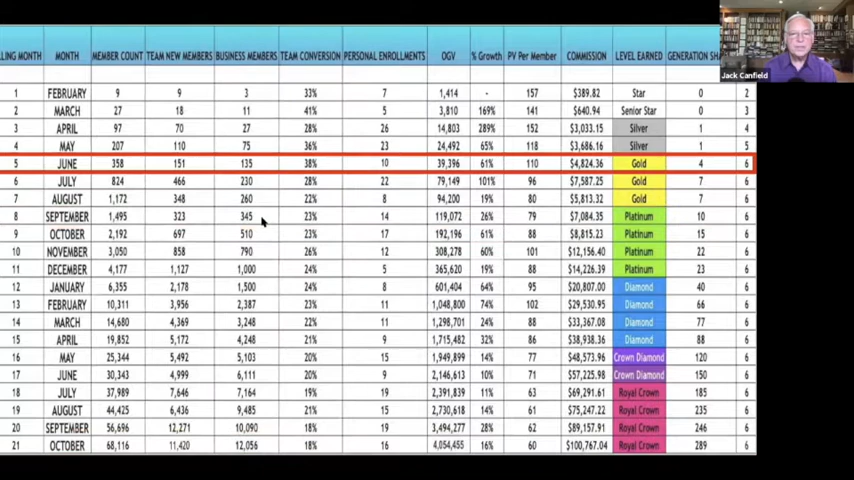 LLING MONTH MONTH MEMBER COUNT TEAM NEW MEMBERS BUSINESS MEMBERS TEAM CONVERSION PERSONAL ENROLLMENTS OGV % Growth PV Per Member COMMISSION LEVEL EARNED GENERATION SH
Jack Canfield
1 FEBRUARY 9 9 3 33% 7 1,414 - 157 $389.82 Star 0 2
2 MARCH 27 18 11 41% 5 3,810 169% 141 $640.94 Senior Star 0 3
3 APRIL 97 70 27 28% 26 14,803 289% 152 $3,033.15 Silver 1 4
4 MAY 207 110 75 36% 23 24,492 65% 118 $3,686.16 Silver 1 5
5 JUNE 358 151 135 38% 10 39,396 61% 110 $4,824.36 Gold 4 6
6 JULY 824 466 230 28% 22 79,149 101% 96 $7,587.25 Gold 7 6
7 AUGUST 1,172 348 260 22% 8 94,200 19% 80 $5,813.32 Gold 7 6
8 SEPTEMBER 1,495 323 345 23% 14 119,072 26% 79 $7,084.35 Platinum 10 6
9 OCTOBER 2,192 697 510 23% 17 192,196 61% 88 $8,815.23 Platinum 15 6
10 NOVEMBER 3,050 858 790 26% 12 308,278 60% 101 $12,156.40 Platinum 22 6
11 DECEMBER 4,177 1,127 1,000 24% 5 365,620 19% 88 $14,226.39 Platinum 23 6
12 JANUARY 6,355 2,178 1,500 24% 8 601,404 64% 95 $20,807.00 Diamond 40 6
13 FEBRUARY 10,311 3,956 2,387 23% 11 1,048,800 74% 102 $29,530.95 Diamond 66 6
14 MARCH 14,680 4,369 3,248 22% 11 1,298,701 24% 88 $33,367.08 Diamond 77 6
15 APRIL 19,852 5,172 4,248 21% 9 1,715,482 32% 86 $38,938.36 Diamond 88 6
16 MAY 25,344 5,492 5,103 20% 15 1,949,899 14% 77 $48,573.96 Crown Diamond 120 6
17 JUNE 30,343 4,999 6,111 20% 9 2,146,613 10% 71 $57,225.98 Crown Diamond 150 6
18 JULY 37,989 7,646 7,164 19% 19 2,391,839 11% 63 $69,291.61 Royal Crown 185 6
19 AUGUST 44,425 6,436 9,485 21% 15 2,730,618 14% 61 $75,247.22 Royal Crown 235 6
20 SEPTEMBER 56,696 12,271 10,090 18% 19 3,494,277 28% 62 $89,157.91 Royal Crown 246 6
21 OCTOBER 68,116 11,420 12,056 18% 16 4,054,455 16% 60 $100,767.04 Royal Crown 289 6